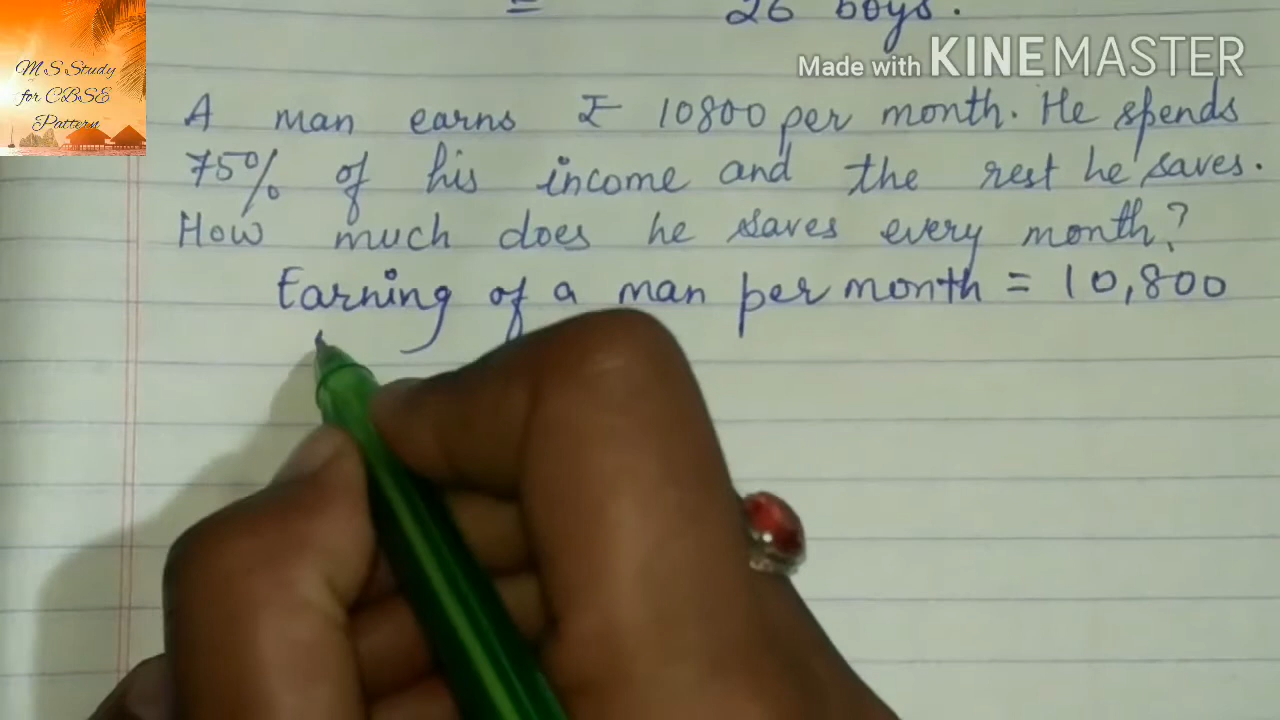 = 26 boys.
Made with KINEMASTER
M.S Study
for CBSE
Pattern
A man earns ₹ 10800 per month. He spends
75% of his income and the rest he saves.
How much does he saves every month?
Earning of a man per month = 10,800